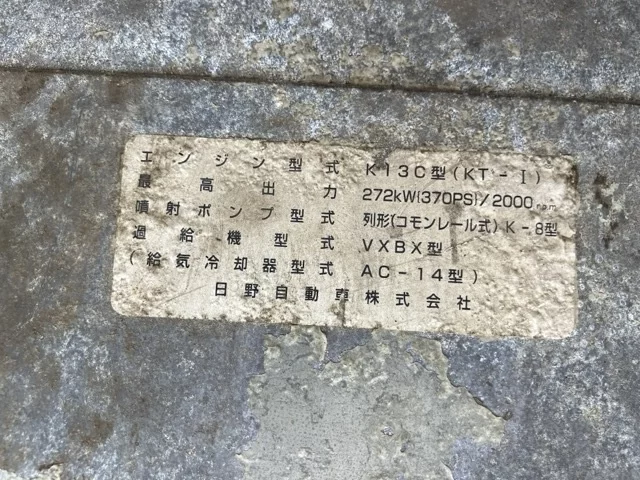 エンジン型式 K13C型(KT-I)
最高出力 272kW{370PS}/2000r.p.m
噴射ポンプ型式 列形(コモンレール式)K-8型
過給機型式 VXBX型
(給気冷却器型式 AC-14型)
日野自動車株式会社